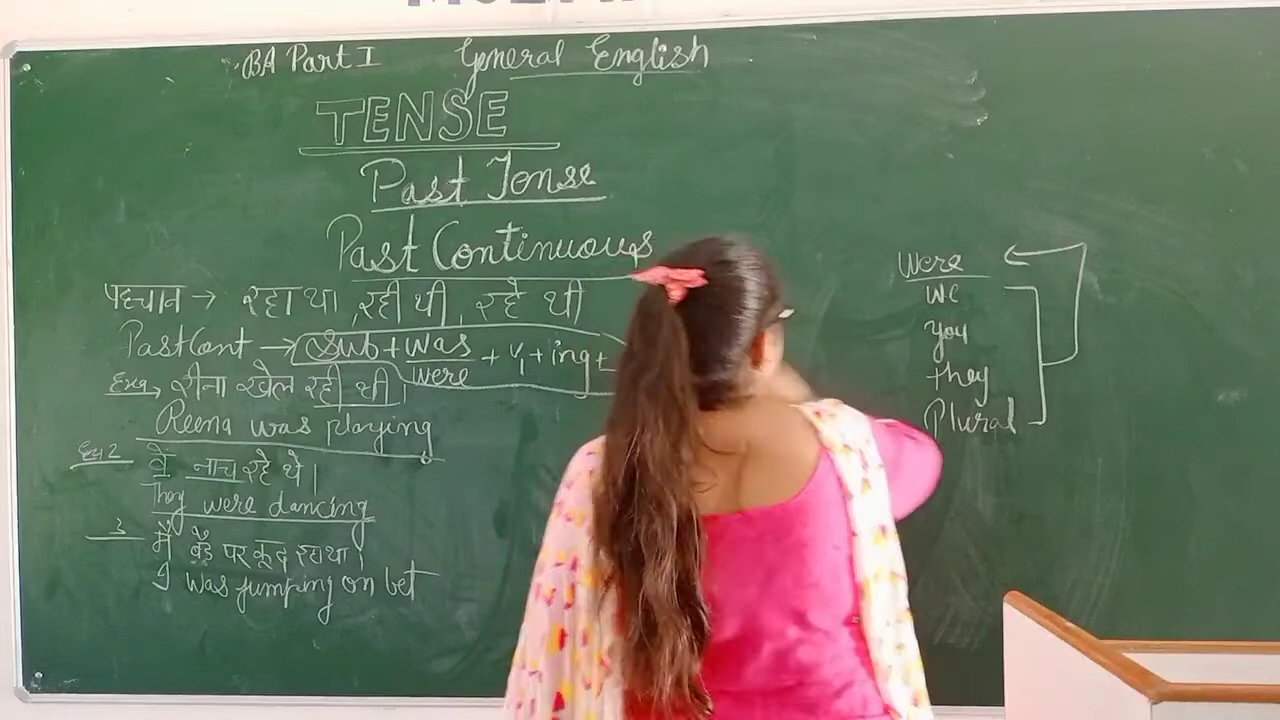 BA Part I General English
TENSE
Past Tense
Past Continuous
पहचान → रहा था, रही थी, रहे थी
Past Cont → Sub + was/were + V1 + ing +
Exa, रीना खेल रही थी।
Reena was playing
Ex 2 वे नाच रहे थे।
They were dancing
3 मैं बेड पर कूद रहा था।
I was jumping on bet
Were
We
you
they
Plural